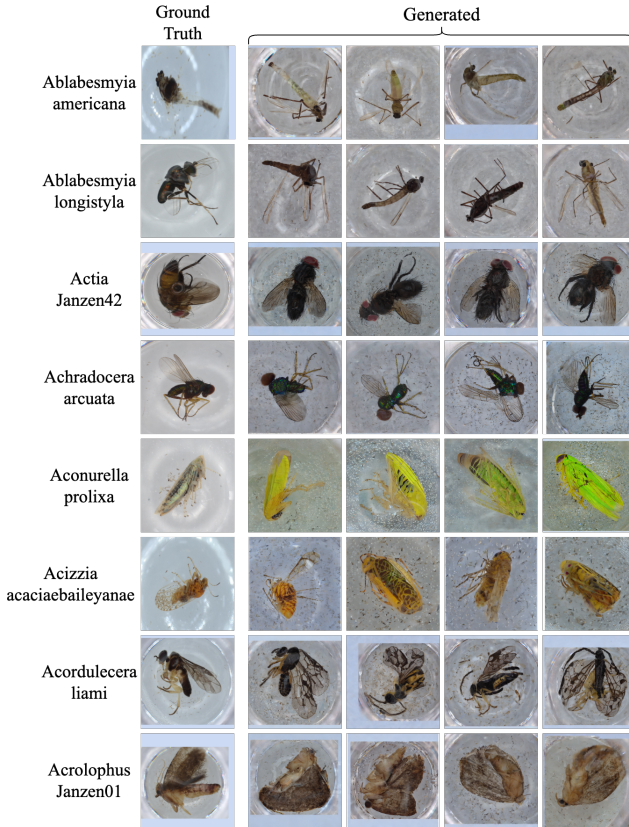 Ground
Truth
Generated
Ablabesmyia
americana
Ablabesmyia
longistyla
Actia
Janzen42
Achradocera
arcuata
Aconurella
prolixa
Acizzia
acaciaebaileyanae
Acordulecera
liami
Acrolophus
Janzen01